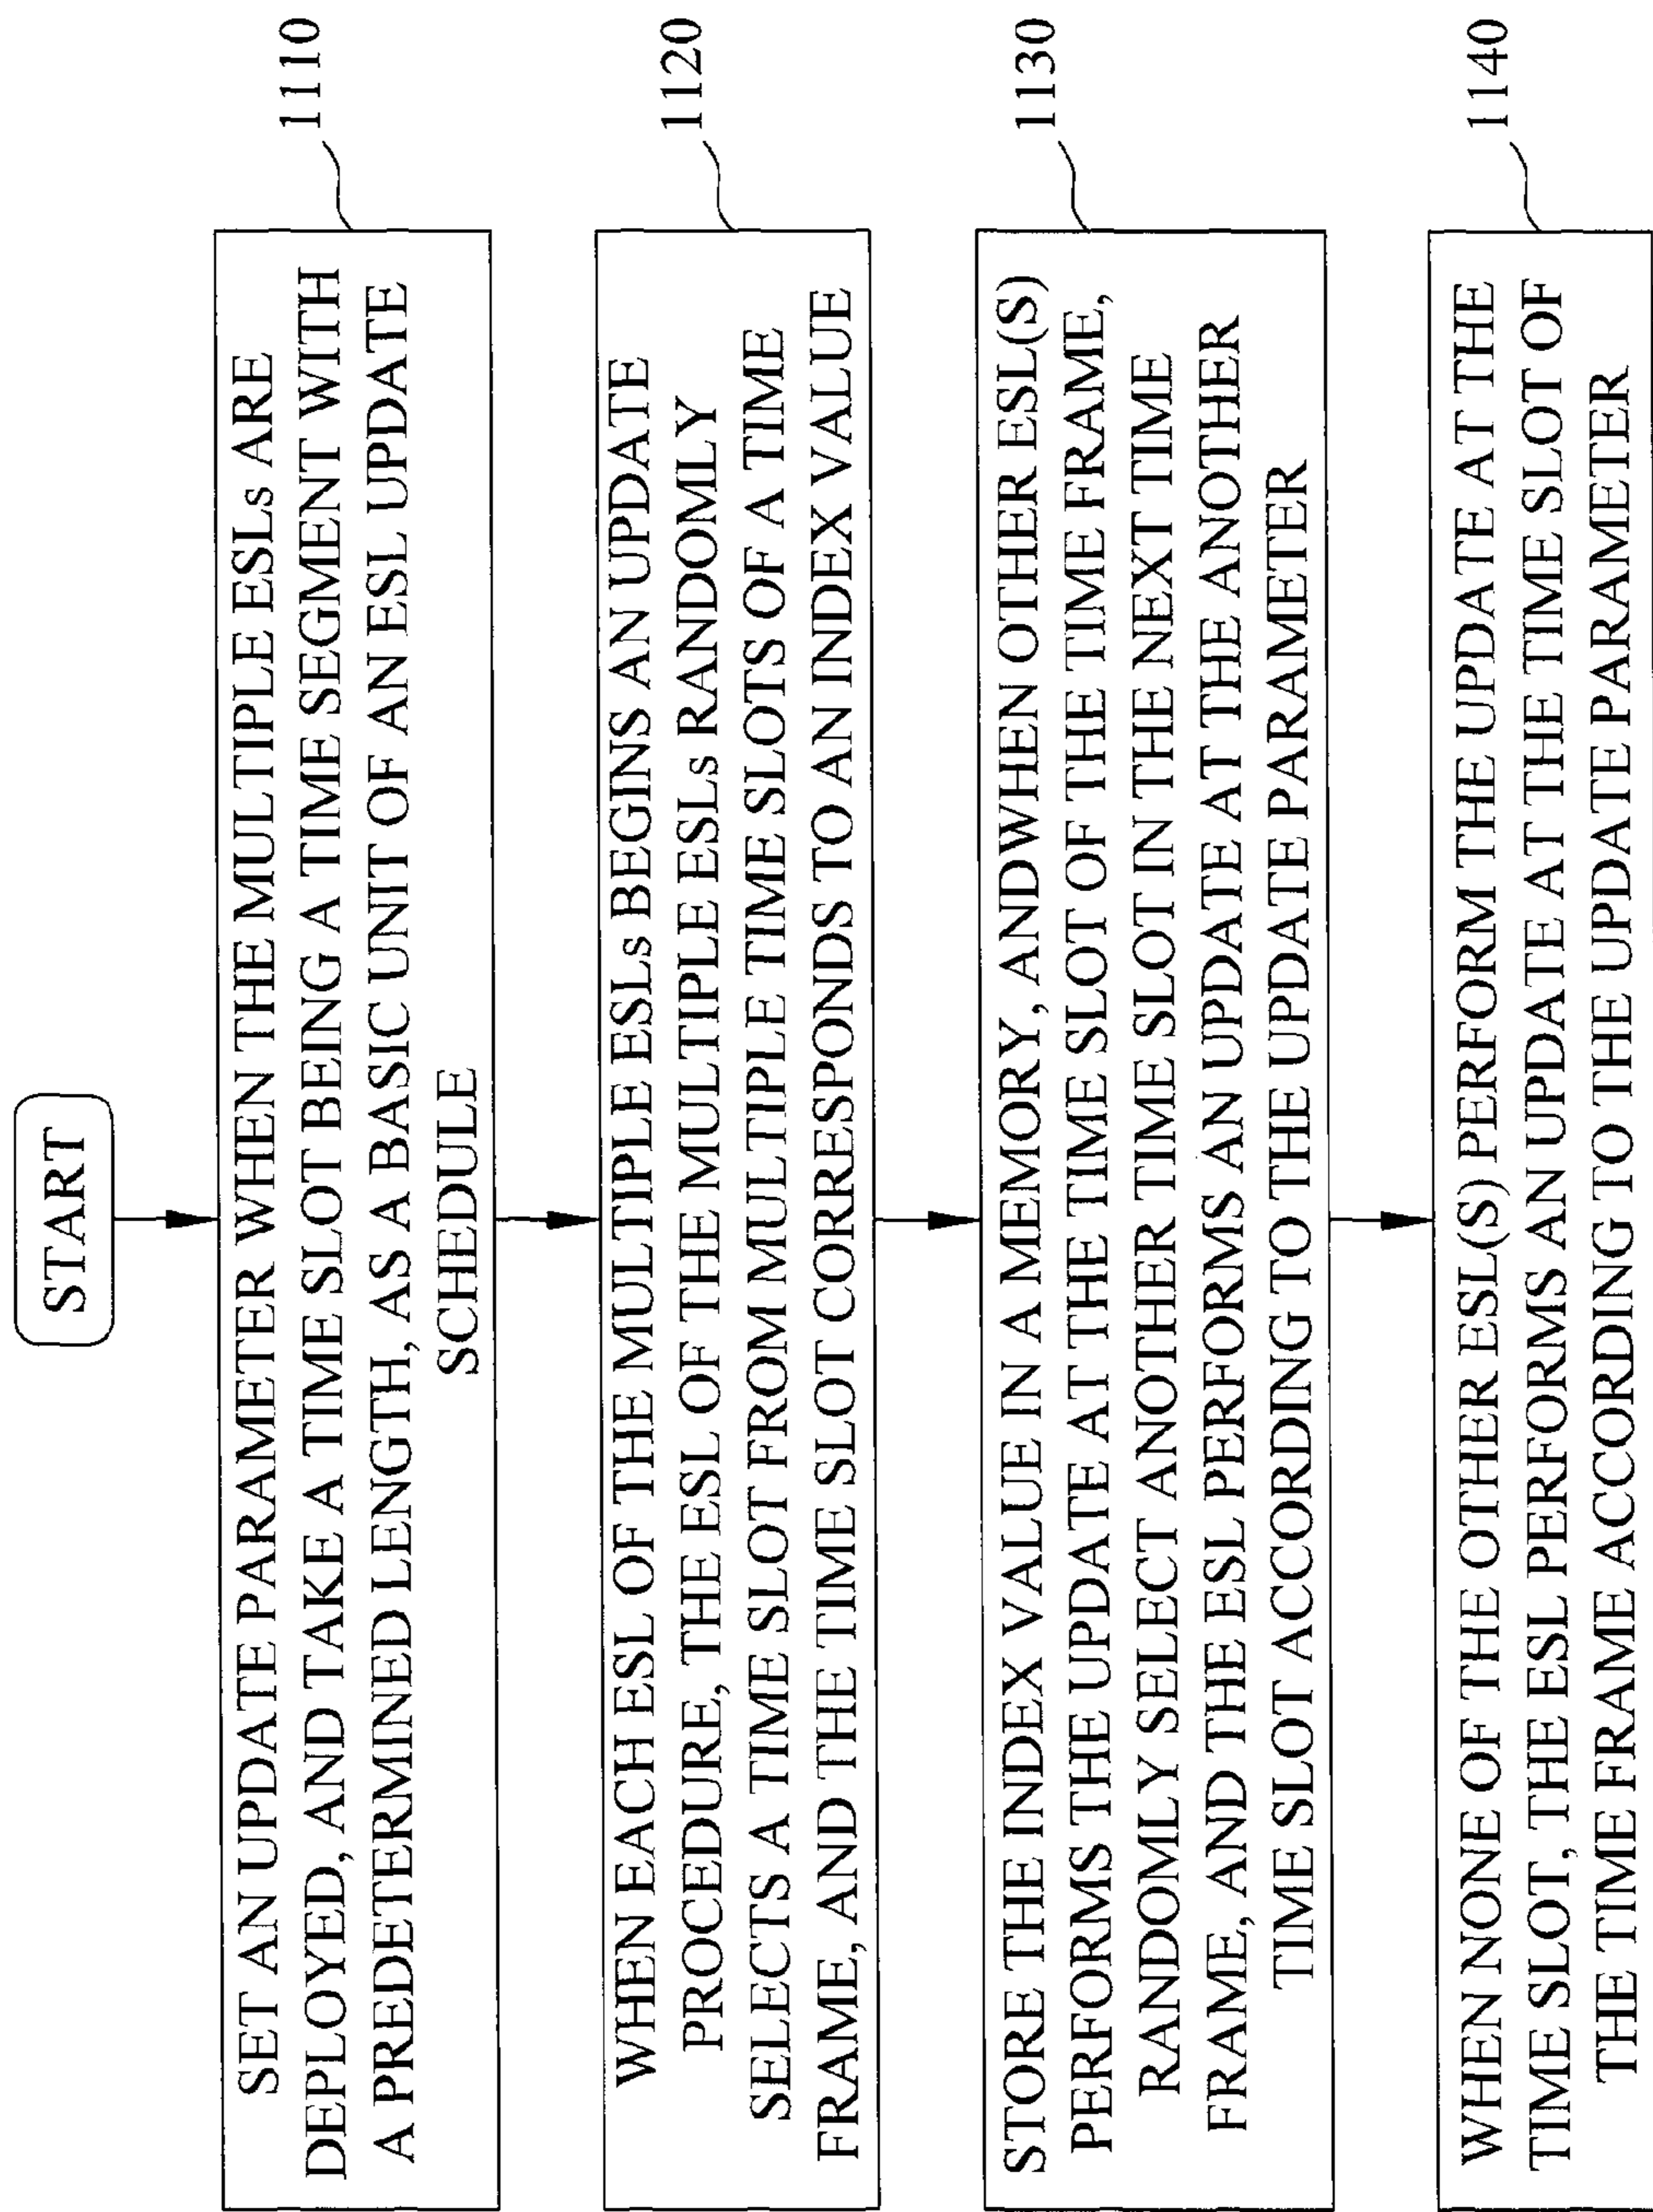 START
SET AN UPDATE PARAMETER WHEN THE MULTIPLE ESLs ARE
DEPLOYED, AND TAKE A TIME SLOT BEING A TIME SEGMENT WITH
A PREDETERMINED LENGTH, AS A BASIC UNIT OF AN ESL UPDATE
SCHEDULE
1110
WHEN EACH ESL OF THE MULTIPLE ESLs BEGINS AN UPDATE
PROCEDURE, THE ESL OF THE MULTIPLE ESLs RANDOMLY
SELECTS A TIME SLOT FROM MULTIPLE TIME SLOTS OF A TIME
FRAME, AND THE TIME SLOT CORRESPONDS TO AN INDEX VALUE
1120
STORE THE INDEX VALUE IN A MEMORY, ANDWHEN OTHER ESL(S)
PERFORMS THE UPDATE AT THE TIME SLOT OF THE TIME FRAME,
RANDOMLY SELECT ANOTHER TIME SLOT IN THE NEXT TIME
FRAME, AND THE ESL PERFORMS AN UPDATE AT THE ANOTHER
TIME SLOT ACCORDING TO THE UPDATE PARAMETER
1130
WHEN NONE OF THE OTHER ESL(S) PERFORM THE UPDATE AT THE
TIME SLOT, THE ESL PERFORMS AN UPDATE AT THE TIME SLOT OF
THE TIME FRAME ACCORDING TO THE UPDATE PARAMETER
1140